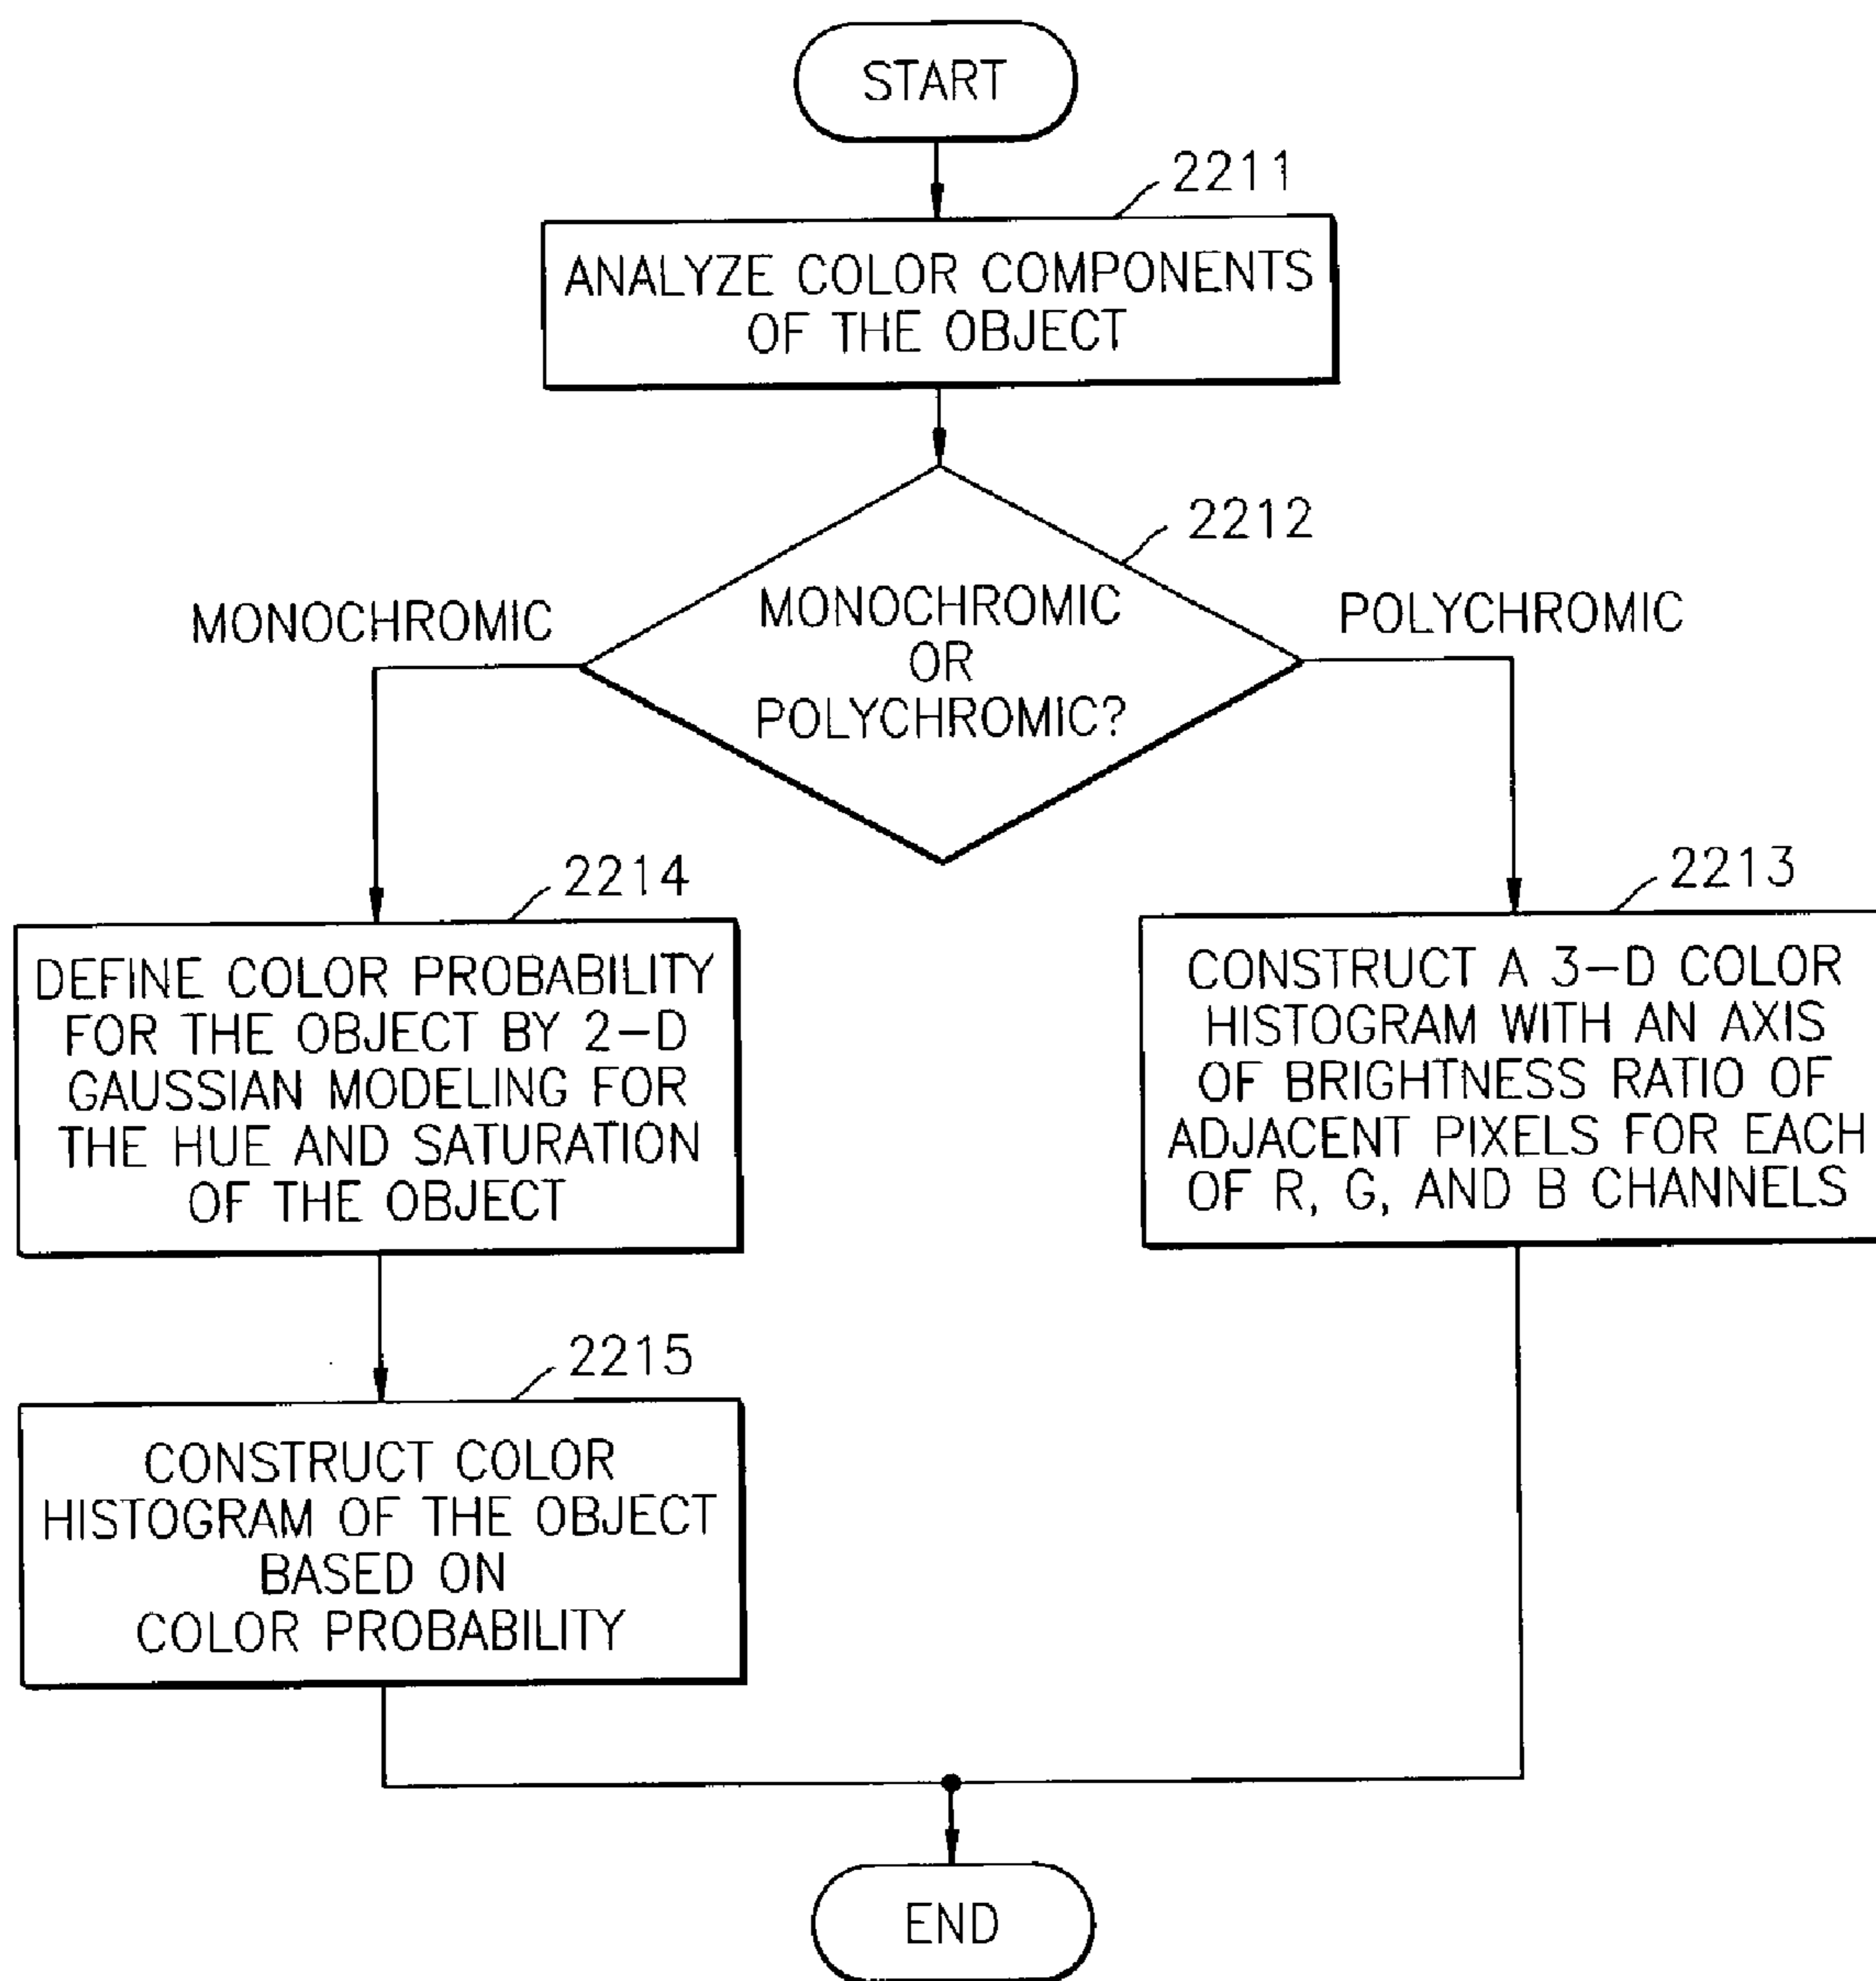 START
2211
ANALYZE COLOR COMPONENTS
OF THE OBJECT
2212
MONOCHROMIC
OR
POLYCHROMIC?
MONOCHROMIC
POLYCHROMIC
2214
DEFINE COLOR PROBABILITY
FOR THE OBJECT BY 2-D
GAUSSIAN MODELING FOR
THE HUE AND SATURATION
OF THE OBJECT
2213
CONSTRUCT A 3-D COLOR
HISTOGRAM WITH AN AXIS
OF BRIGHTNESS RATIO OF
ADJACENT PIXELS FOR EACH
OF R, G, AND B CHANNELS
2215
CONSTRUCT COLOR
HISTOGRAM OF THE OBJECT
BASED ON
COLOR PROBABILITY
END